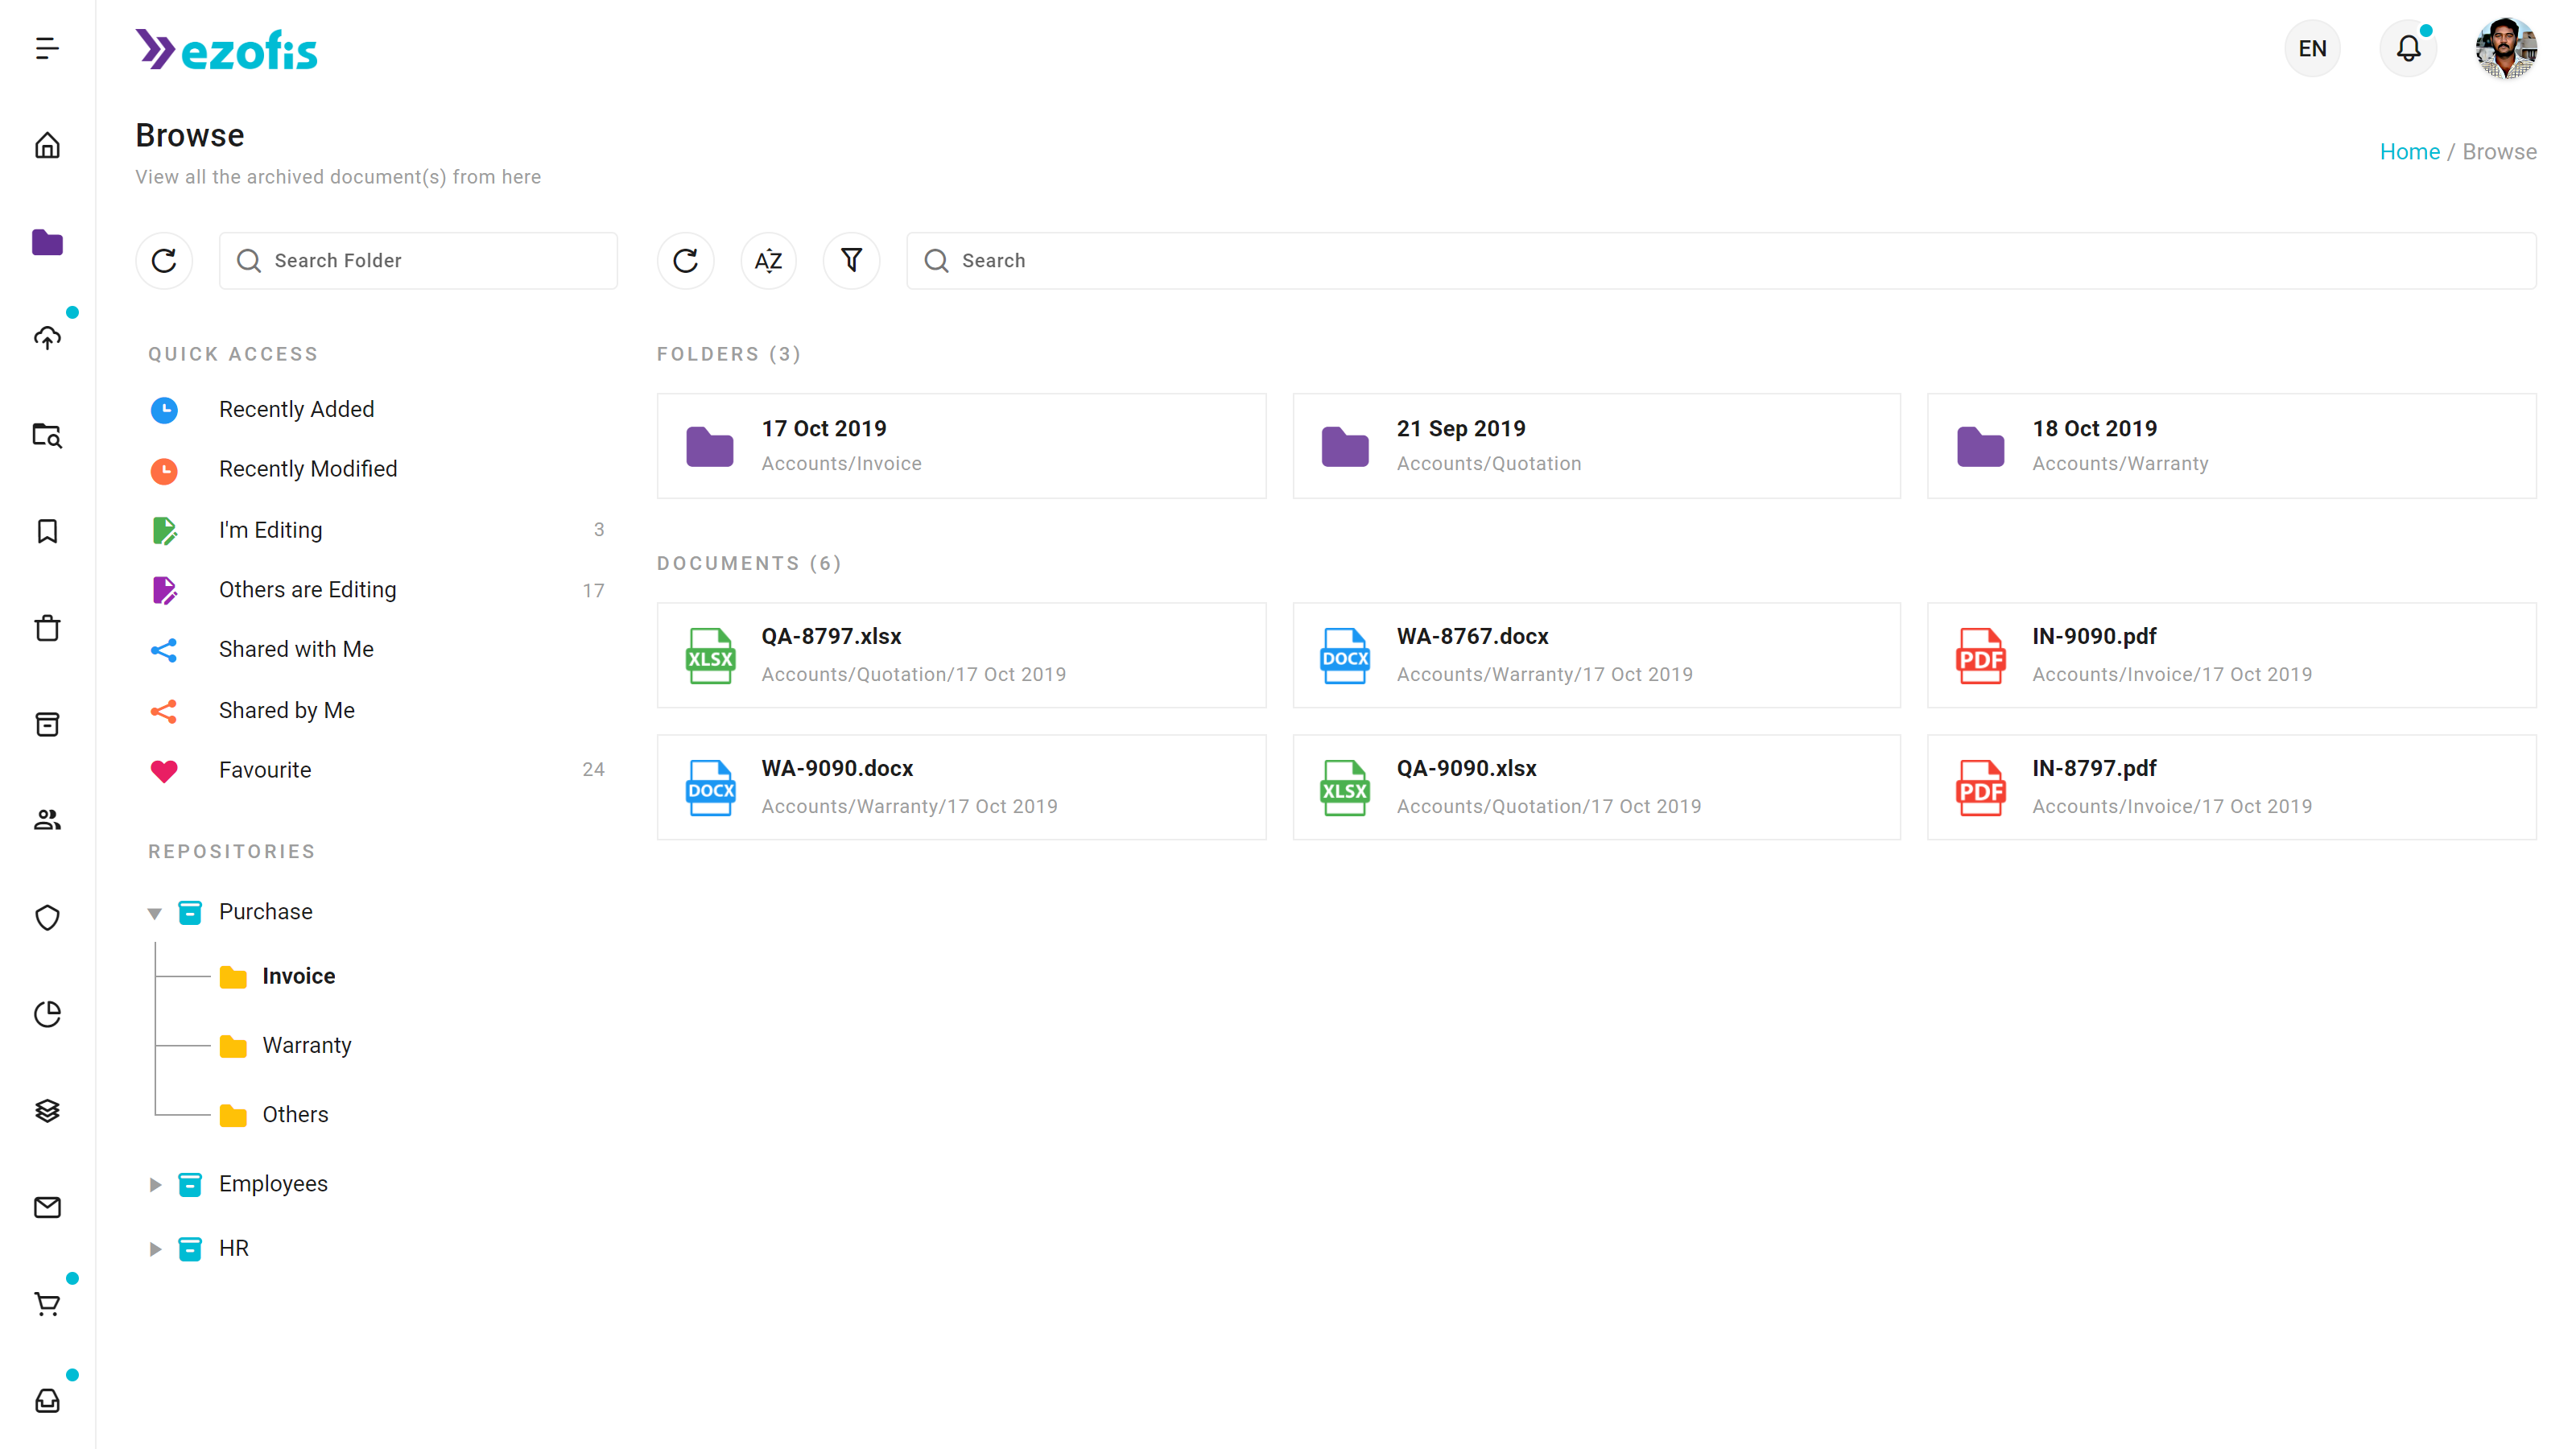 ezofis
EN
Browse
View all the archived document(s) from here
Home / Browse
Search Folder
AZ
Search
QUICK ACCESS
Recently Added
Recently Modified
I'm Editing 3
Others are Editing 17
Shared with Me
Shared by Me
Favourite 24
REPOSITORIES
Purchase
Invoice
Warranty
Others
Employees
HR
FOLDERS (3)
17 Oct 2019
Accounts/Invoice
21 Sep 2019
Accounts/Quotation
18 Oct 2019
Accounts/Warranty
DOCUMENTS (6)
XLSX
QA-8797.xlsx
Accounts/Quotation/17 Oct 2019
DOCX
WA-8767.docx
Accounts/Warranty/17 Oct 2019
PDF
IN-9090.pdf
Accounts/Invoice/17 Oct 2019
DOCX
WA-9090.docx
Accounts/Warranty/17 Oct 2019
XLSX
QA-9090.xlsx
Accounts/Quotation/17 Oct 2019
PDF
IN-8797.pdf
Accounts/Invoice/17 Oct 2019